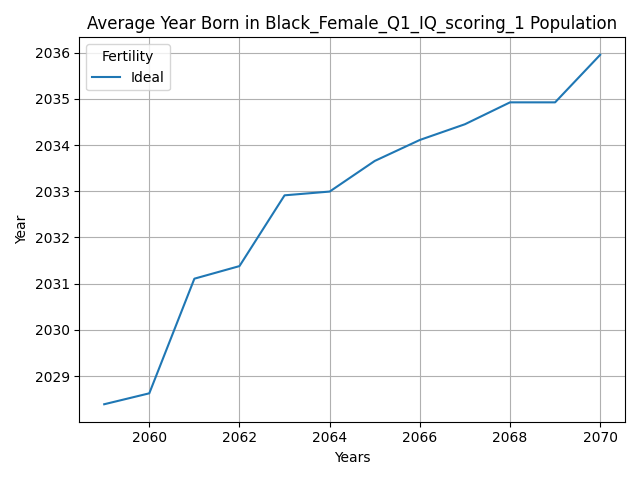 Average Year Born in Black_Female_Q1_IQ_scoring_1 Population
Fertility
Ideal
2036
2035
2034
2033
2032
2031
2030
2029
Year
2060 2062 2064 2066 2068 2070
Years